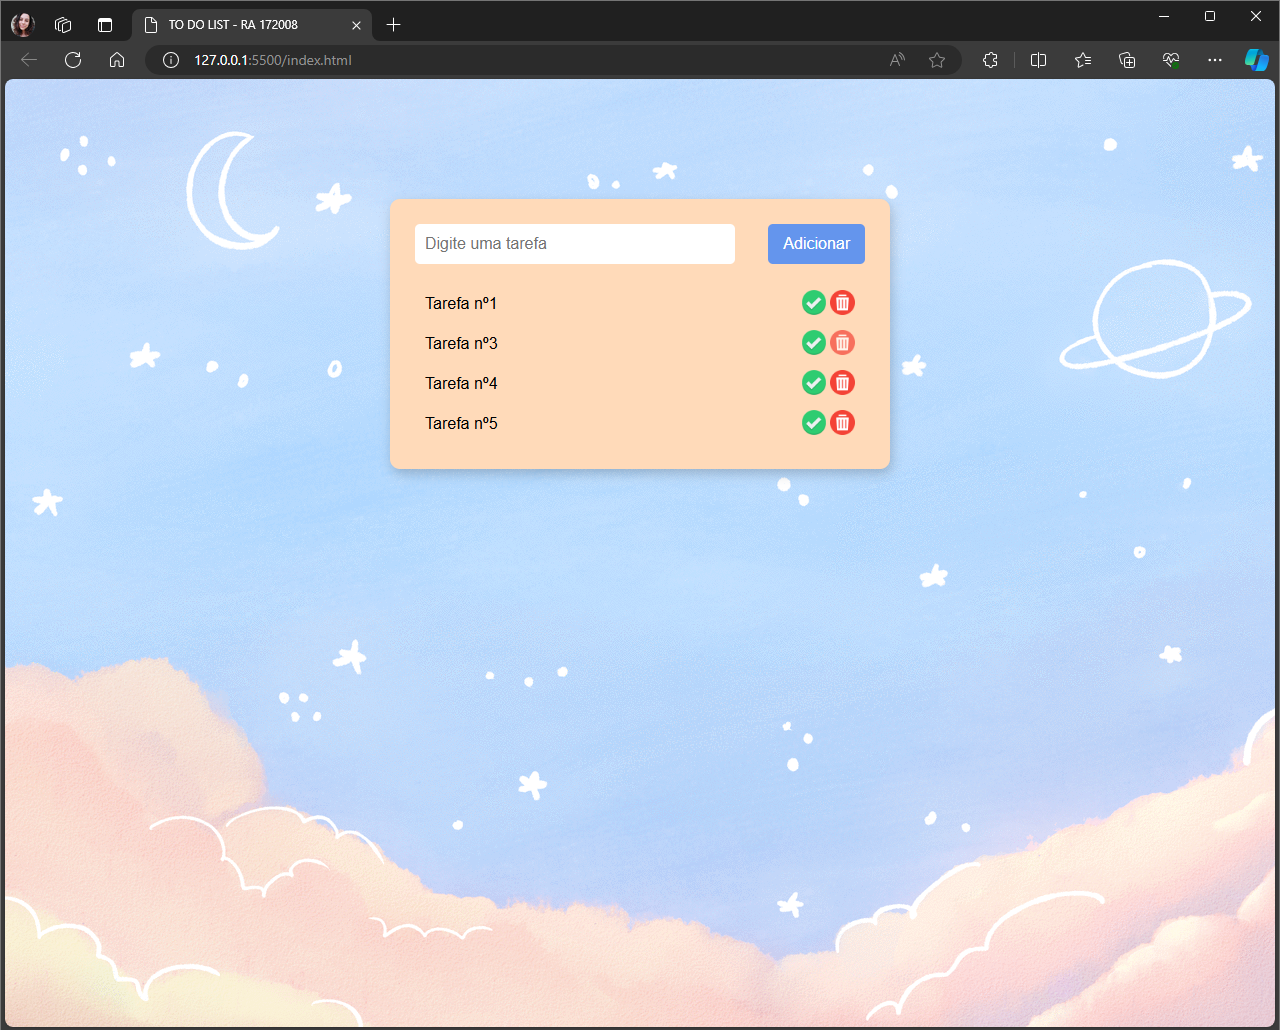 TO DO LIST - RA 172008
127.0.0.1:5500/index.html
Digite uma tarefa
Adicionar
Tarefa nº1
Tarefa nº3
Tarefa nº4
Tarefa nº5